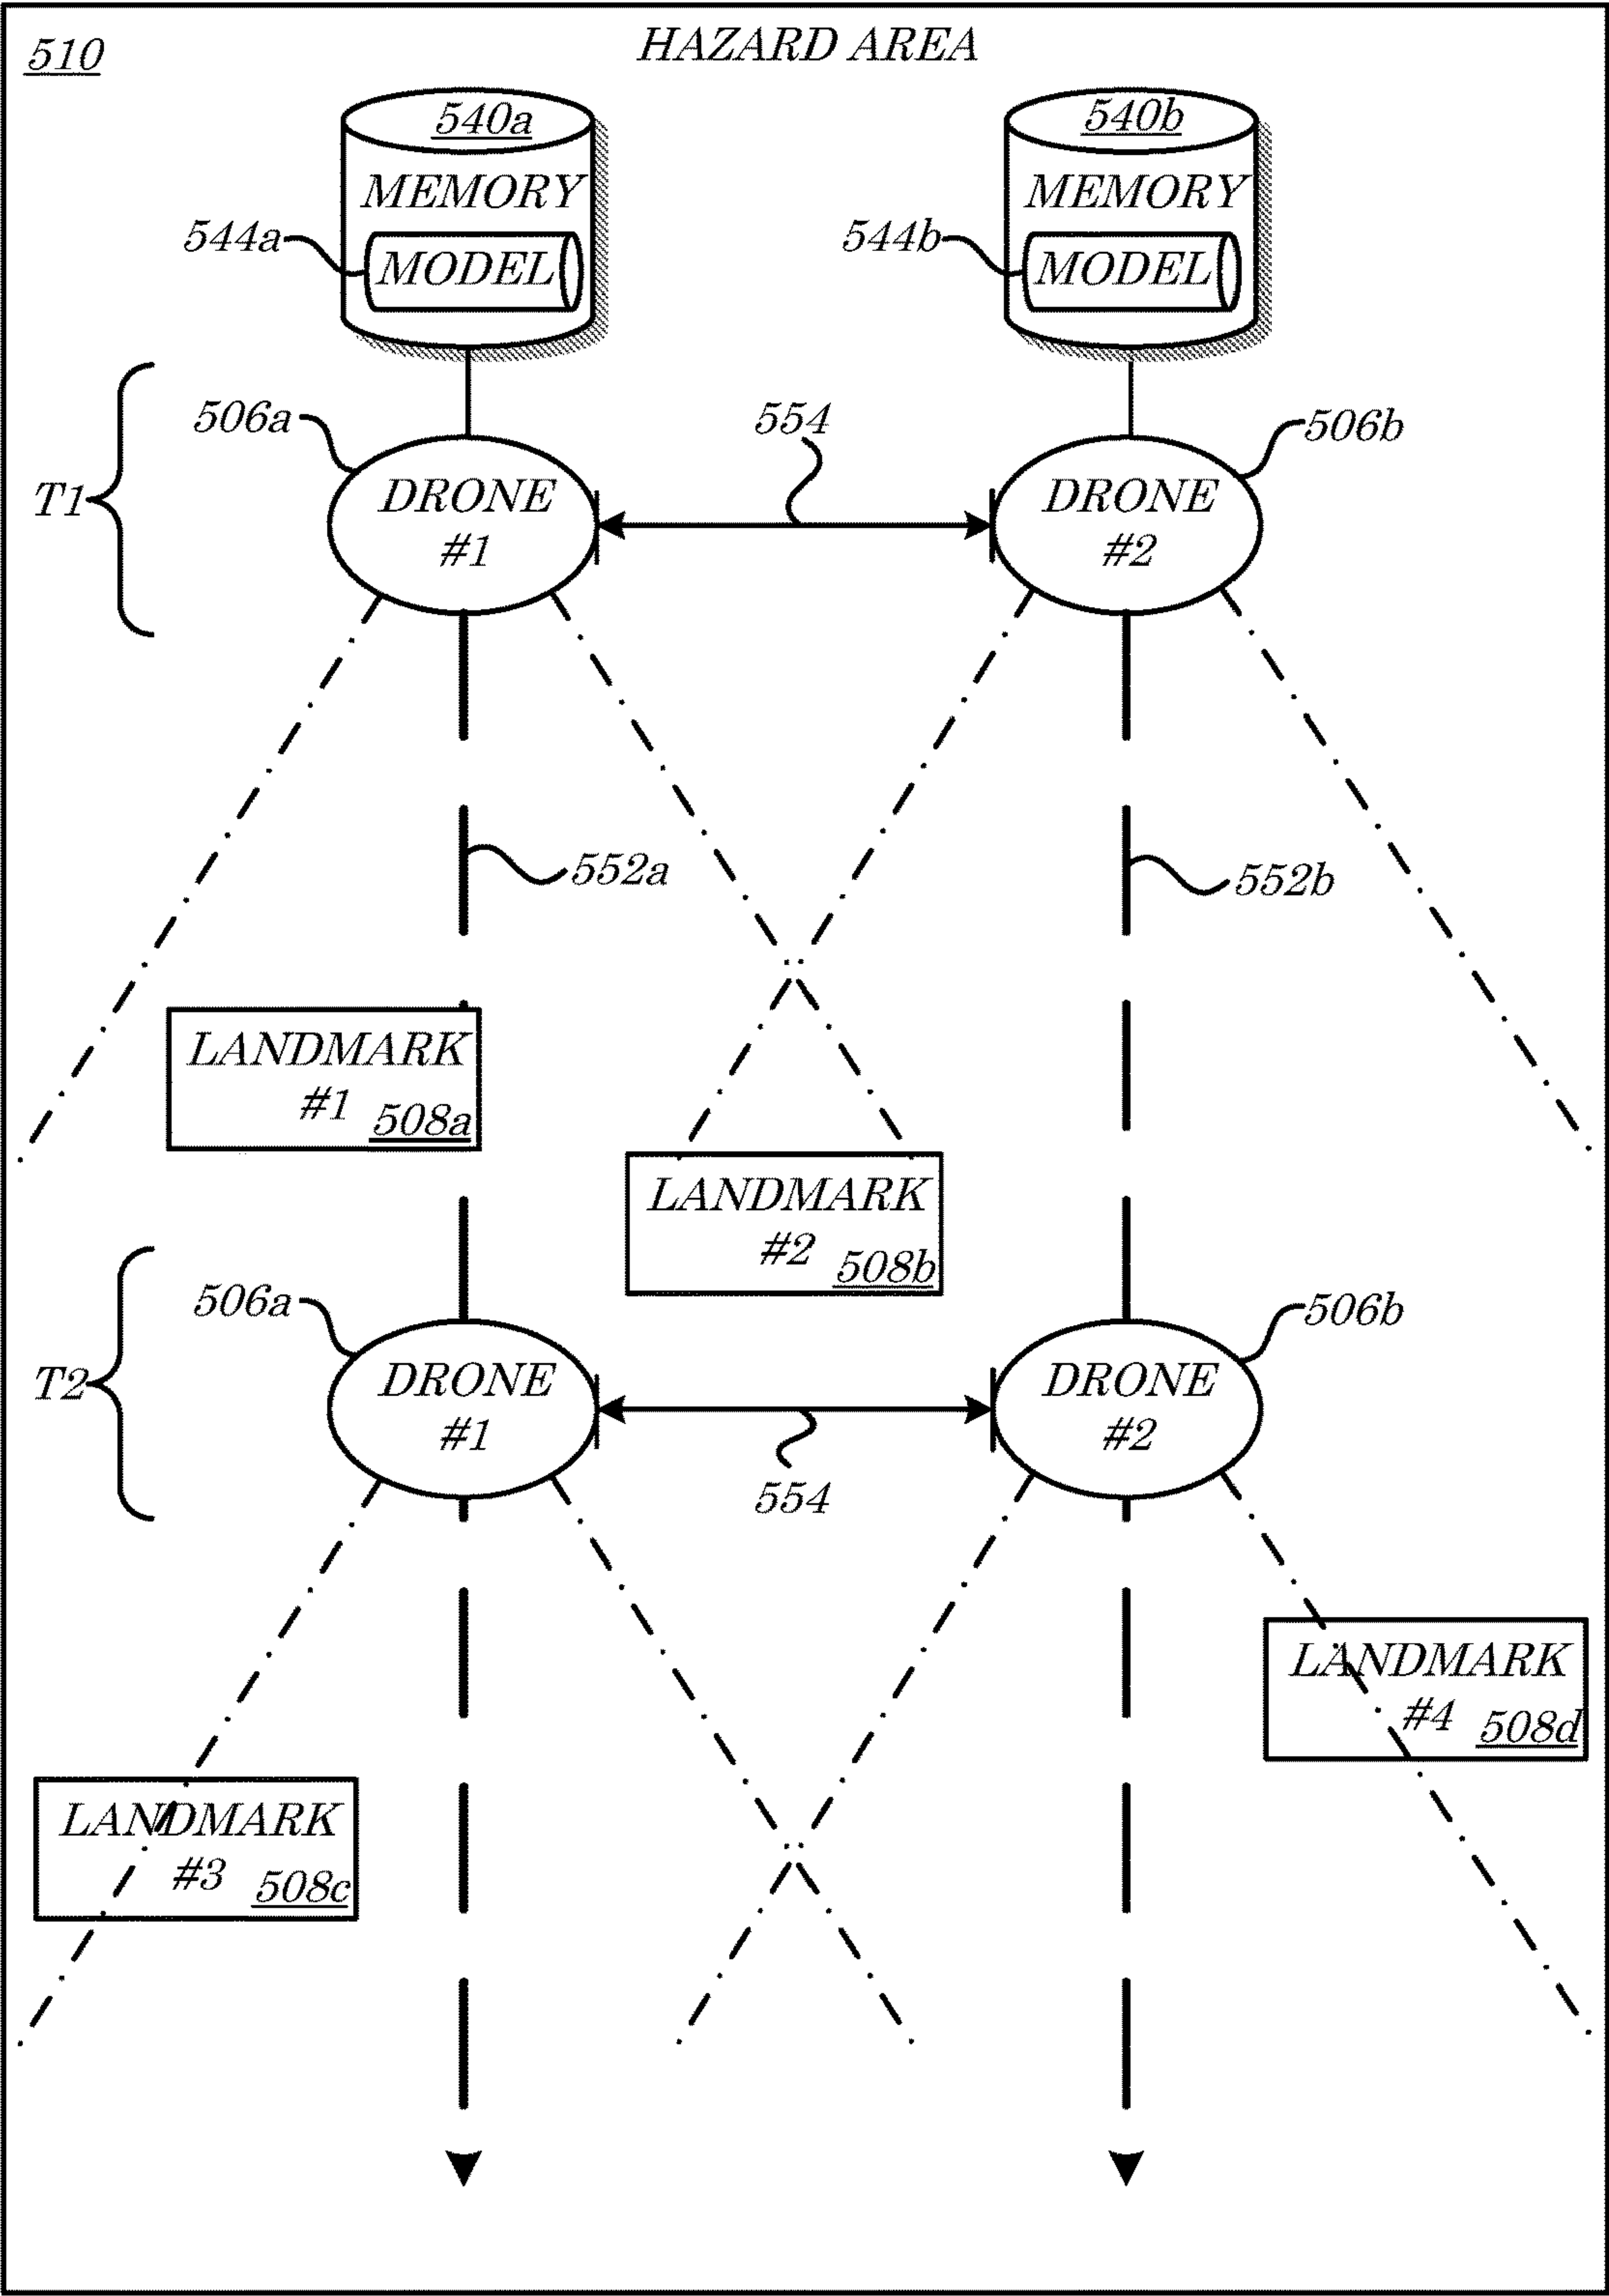 510
HAZARD AREA
540a
540b
MEMORY
MEMORY
544a
MODEL
544b
MODEL
506a
554
506b
T1
DRONE
#1
DRONE
#2
552a
552b
LANDMARK
#1 508a
LANDMARK
#2 508b
506a
506b
T2
DRONE
#1
DRONE
#2
554
LANDMARK
#4 508d
LANDMARK
#3 508c